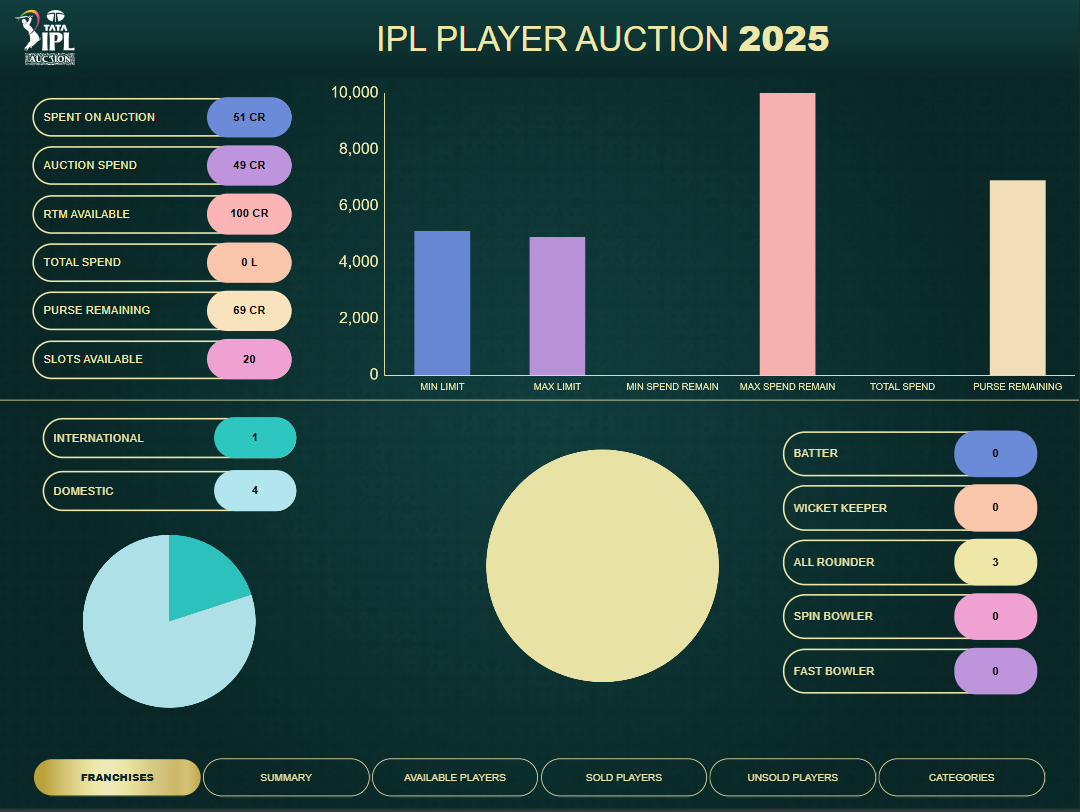 TATA
IPL
AUCTION
IPL PLAYER AUCTION 2025
SPENT ON AUCTION 51 CR
AUCTION SPEND 49 CR
RTM AVAILABLE 100 CR
TOTAL SPEND 0 L
PURSE REMAINING 69 CR
SLOTS AVAILABLE 20
10,000
8,000
6,000
4,000
2,000
0
MIN LIMIT MAX LIMIT MIN SPEND REMAIN MAX SPEND REMAIN TOTAL SPEND PURSE REMAINING
INTERNATIONAL 1
DOMESTIC 4
BATTER 0
WICKET KEEPER 0
ALL ROUNDER 3
SPIN BOWLER 0
FAST BOWLER 0
FRANCHISES SUMMARY AVAILABLE PLAYERS SOLD PLAYERS UNSOLD PLAYERS CATEGORIES